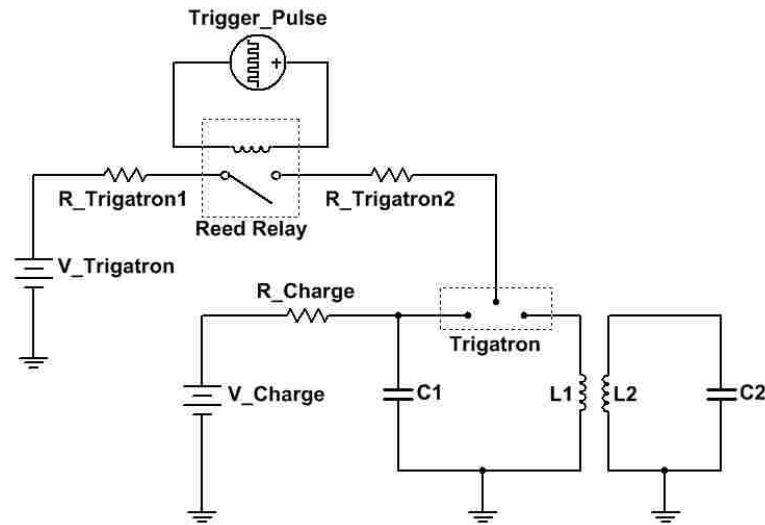 Trigger_Pulse
+
R_Trigatron1
R_Trigatron2
Reed Relay
V_Trigatron
R_Charge
Trigatron
V_Charge
C1
L1
L2
C2